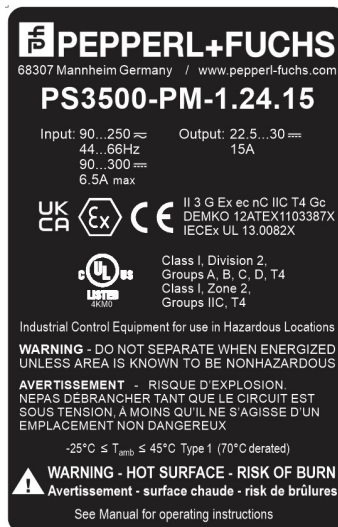 PEPPERL+FUCHS
68307 Mannheim Germany / www.pepperl-fuchs.com
PS3500-PM-1.24.15
Input: 90...250 ≂ Output: 22.5...30 ⎓
44...66Hz 15A
90...300 ⎓
6.5A max
UK CA Ex CE
II 3 G Ex ec nC IIC T4 Gc
DEMKO 12ATEX1103387X
IECEx UL 13.0082X
c UL us
LISTED
4KM0
Class I, Division 2,
Groups A, B, C, D, T4
Class I, Zone 2,
Groups IIC, T4
Industrial Control Equipment for use in Hazardous Locations
WARNING - DO NOT SEPARATE WHEN ENERGIZED
UNLESS AREA IS KNOWN TO BE NONHAZARDOUS
AVERTISSEMENT - RISQUE D'EXPLOSION.
NEPAS DÉBRANCHER TANT QUE LE CIRCUIT EST
SOUS TENSION, Á MOINS QU'IL NE S'AGISSE D'UN
EMPLACEMENT NON DANGEREUX
-25°C ≤ Tamb ≤ 45°C Type 1 (70°C derated)
WARNING - HOT SURFACE - RISK OF BURN
Avertissement - surface chaude - risk de brûlures
See Manual for operating instructions